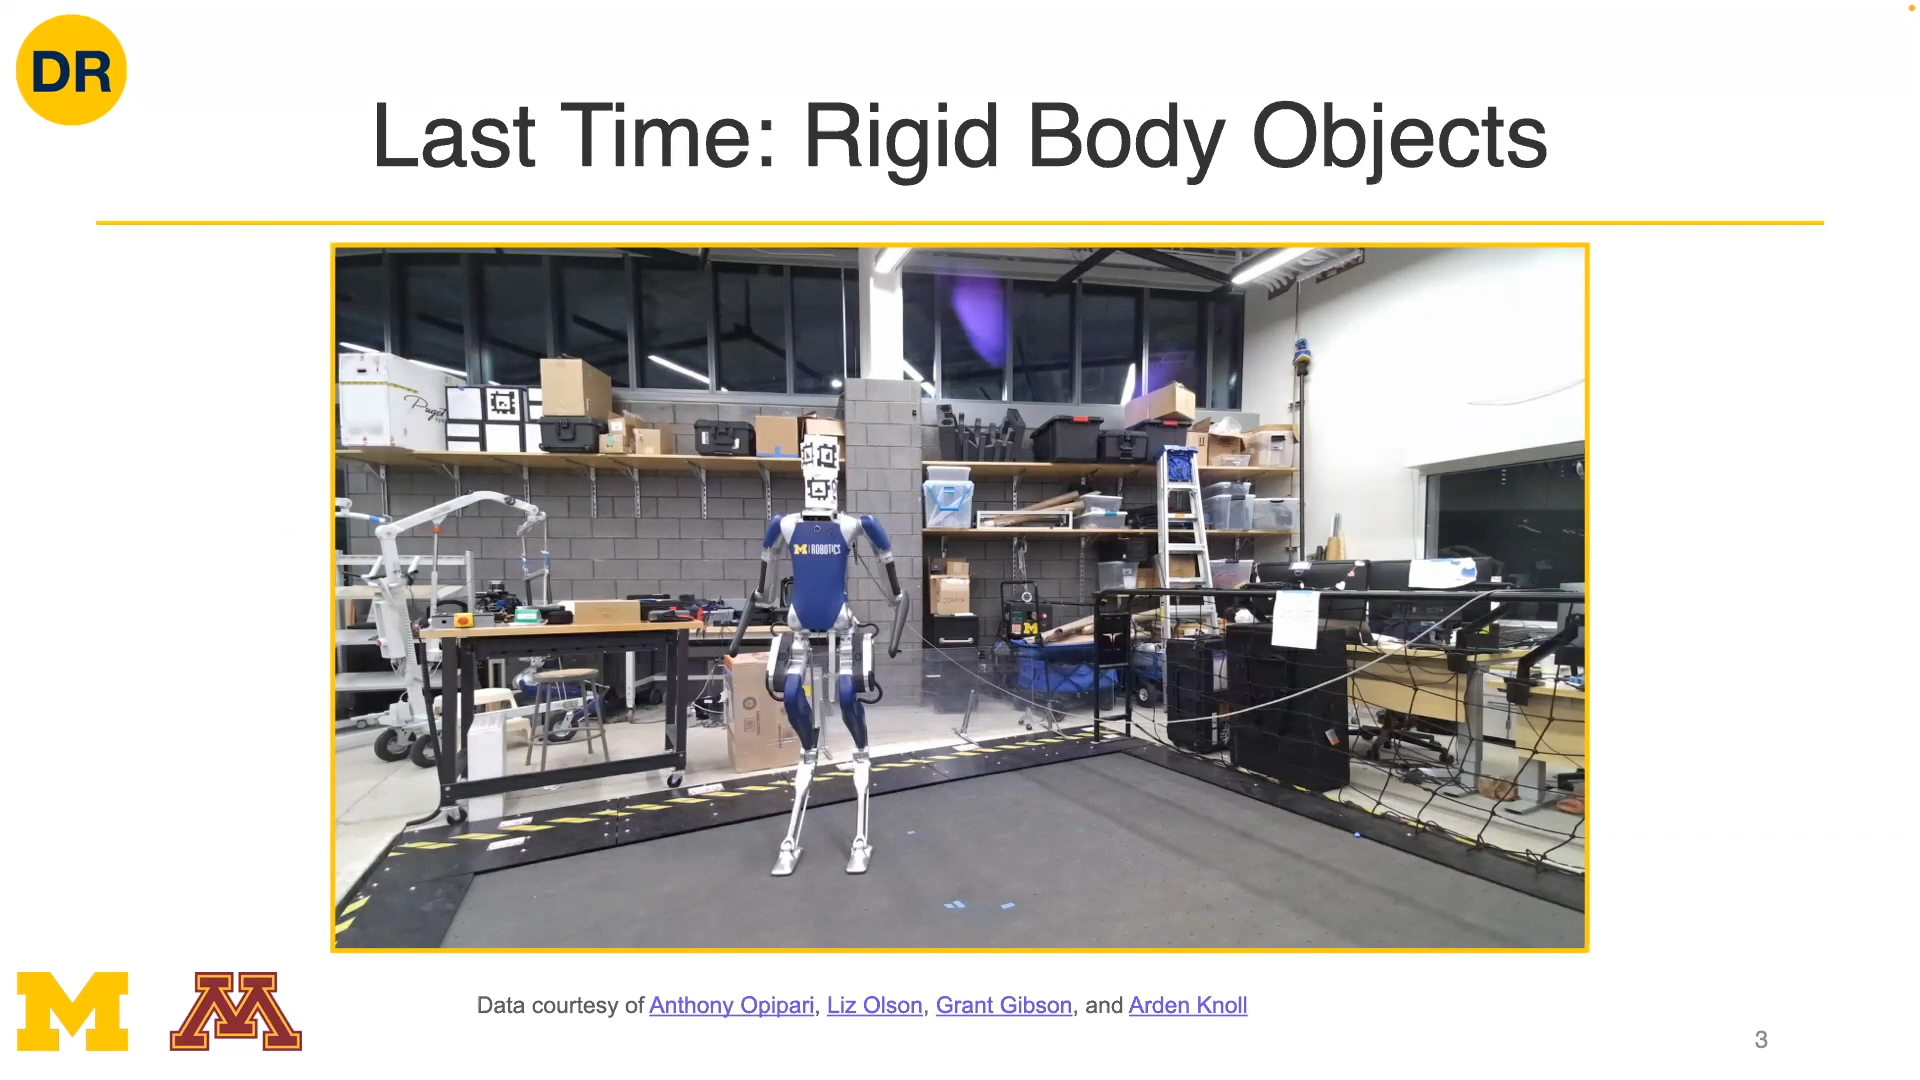 DR
Last Time: Rigid Body Objects
Puget
M | ROBOTICS
M
Data courtesy of Anthony Opipari, Liz Olson, Grant Gibson, and Arden Knoll
M
M
3